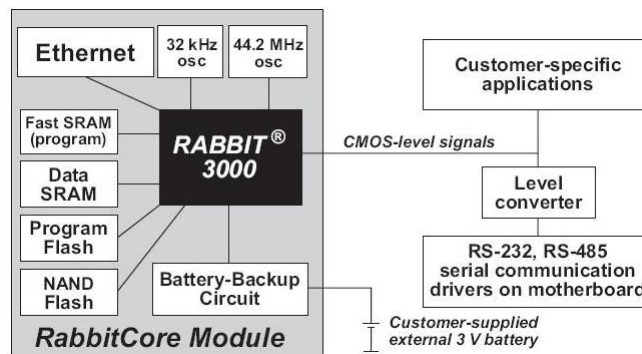 Ethernet
32 kHz
osc
44.2 MHz
osc
Fast SRAM
(program)
RABBIT®
3000
Data
SRAM
Program
Flash
NAND
Flash
Battery-Backup
Circuit
RabbitCore Module
CMOS-level signals
Customer-specific
applications
Level
converter
RS-232, RS-485
serial communication
drivers on motherboard
Customer-supplied
external 3 V battery